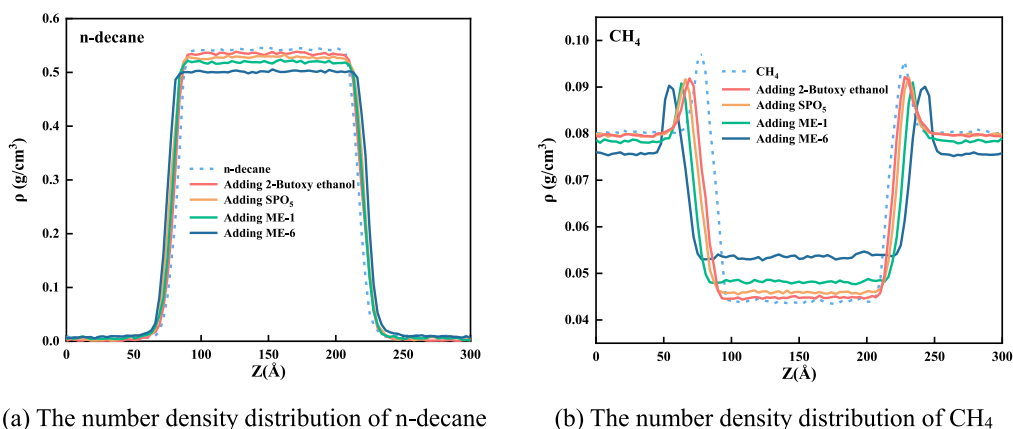 n-decane
ρ (g/cm³)
0.6
0.5
0.4
0.3
0.2
0.1
0.0
n-decane
Adding 2-Butoxy ethanol
Adding SPO₅
Adding ME-1
Adding ME-6
0 50 100 150 200 250 300
Z(Å)
(a) The number density distribution of n-decane
CH₄
ρ (g/cm³)
0.10
0.09
0.08
0.07
0.06
0.05
0.04
CH₄
Adding 2-Butoxy ethanol
Adding SPO₅
Adding ME-1
Adding ME-6
0 50 100 150 200 250 300
Z(Å)
(b) The number density distribution of CH₄